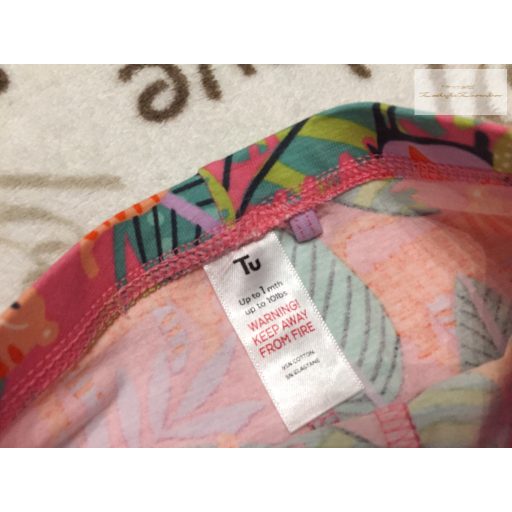 Tu
Up to 1 mth
up to 10lbs
WARNING!
KEEP AWAY
FROM FIRE
95% COTTON
5% ELASTANE